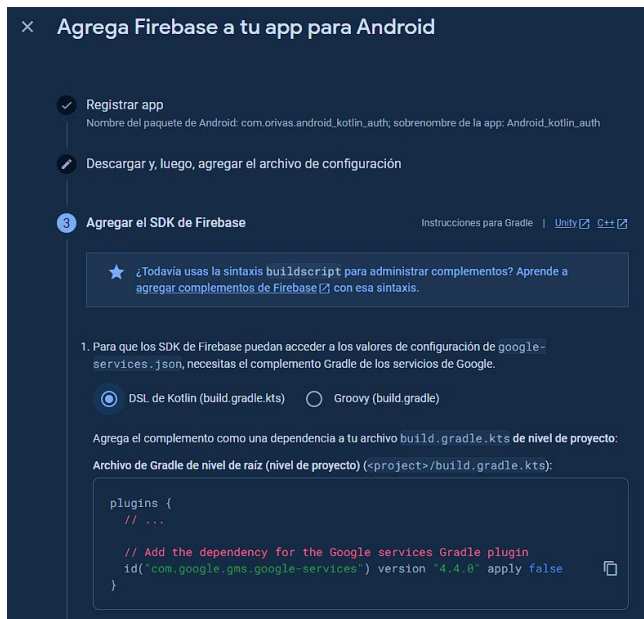 Agrega Firebase a tu app para Android
Registrar app
Nombre del paquete de Android: com.orivas.android_kotlin_auth; sobrenombre de la app: Android_kotlin_auth
Descargar y, luego, agregar el archivo de configuración
3 Agregar el SDK de Firebase
Instrucciones para Gradle | Unity C++
¿Todavía usas la sintaxis buildscript para administrar complementos? Aprende a
agregar complementos de Firebase con esa sintaxis.
1. Para que los SDK de Firebase puedan acceder a los valores de configuración de google-
services.json, necesitas el complemento Gradle de los servicios de Google.
DSL de Kotlin (build.gradle.kts) Groovy (build.gradle)
Agrega el complemento como una dependencia a tu archivo build.gradle.kts de nivel de proyecto:
Archivo de Gradle de nivel de raíz (nivel de proyecto) (<project>/build.gradle.kts):
plugins {
// ...
// Add the dependency for the Google services Gradle plugin
id("com.google.gms.google-services") version "4.4.0" apply false
}